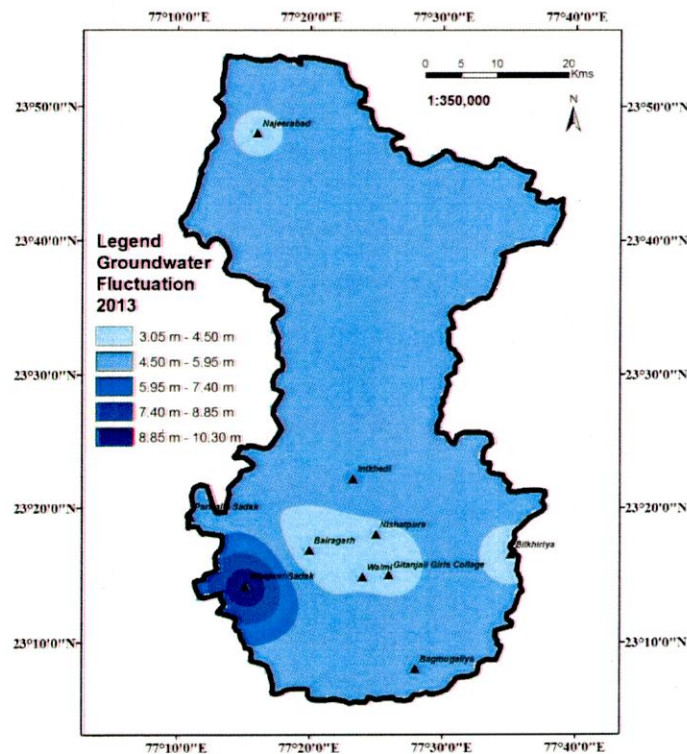 77°10'0"E 77°20'0"E 77°30'0"E 77°40'0"E
0 5 10 20
Kms
1:350,000
N
23°50'0"N 23°50'0"N
Najeerabad
23°40'0"N 23°40'0"N
Legend
Groundwater
Fluctuation
2013
3.05 m - 4.50 m
4.50 m - 5.95 m
5.95 m - 7.40 m
7.40 m - 8.85 m
8.85 m - 10.30 m
23°30'0"N 23°30'0"N
Intkhedi
23°20'0"N 23°20'0"N
Sadak
Nishatpura
Bairagarh
Bilkhiriya
Walmi Gitanjali Girls Collage
Sadak
23°10'0"N 23°10'0"N
Bagmugaliya
77°10'0"E 77°20'0"E 77°30'0"E 77°40'0"E